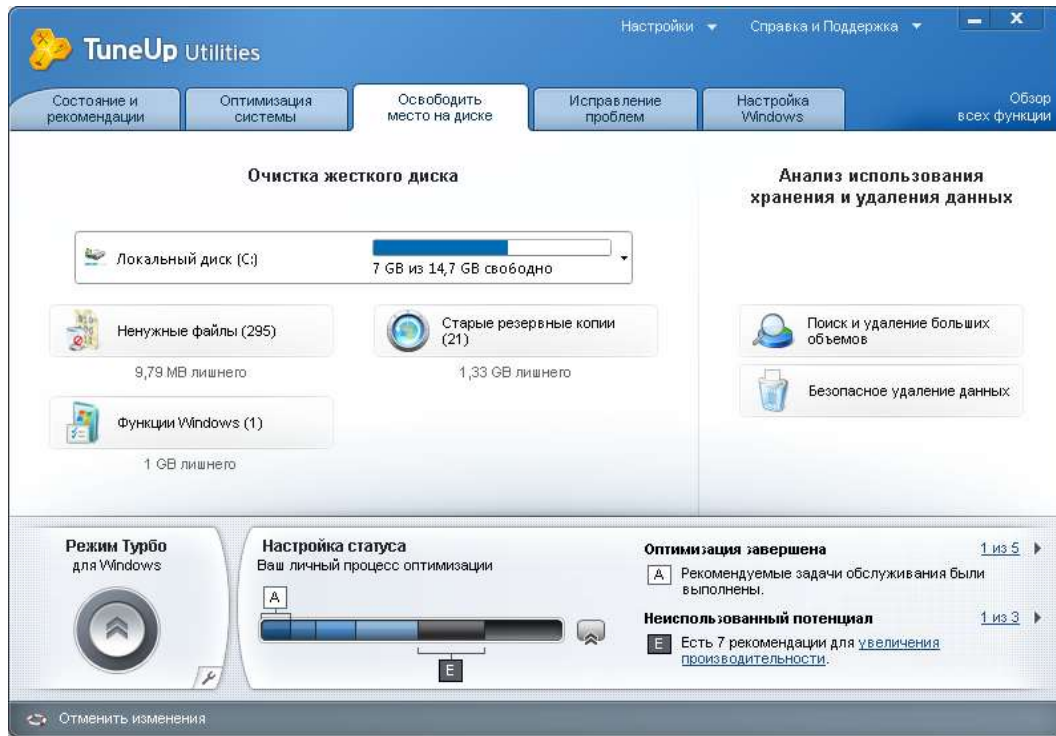 Настройки
Справка и Поддержка
TuneUp Utilities
Состояние и
рекомендации
Оптимизация
системы
Освободить
место на диске
Исправление
проблем
Настройка
Windows
Обзор
всех функции
Очистка жесткого диска
Локальный диск (C:)
7 GB из 14,7 GB свободно
Ненужные файлы (295)
9,79 MB лишнего
Старые резервные копии
(21)
1,33 GB лишнего
Функции Windows (1)
1 GB лишнего
Анализ использования
хранения и удаления данных
Поиск и удаление больших
объемов
Безопасное удаление данных
Режим Турбо
для Windows
Настройка статуса
Ваш личный процесс оптимизации
A
E
Оптимизация завершена
1 из 5
A Рекомендуемые задачи обслуживания были
выполнены.
Неиспользованный потенциал
1 из 3
E Есть 7 рекомендации для увеличения
производительности.
Отменить изменения